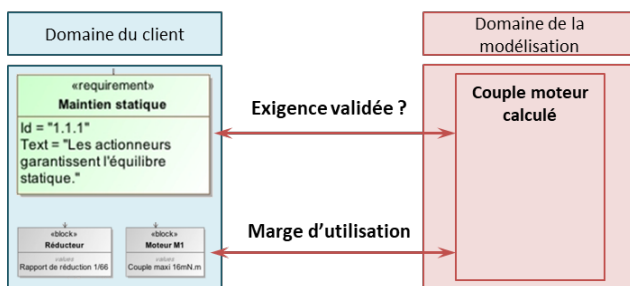 Domaine du client
Domaine de la
modélisation
«requirement»
Maintien statique
Id = "1.1.1"
Text = "Les actionneurs
garantissent l'équilibre
statique."
Exigence validée ?
Couple moteur
calculé
Marge d'utilisation
«block»
Réducteur
values
Rapport de réduction 1/66
«block»
Moteur M1
values
Couple maxi 16mN.m